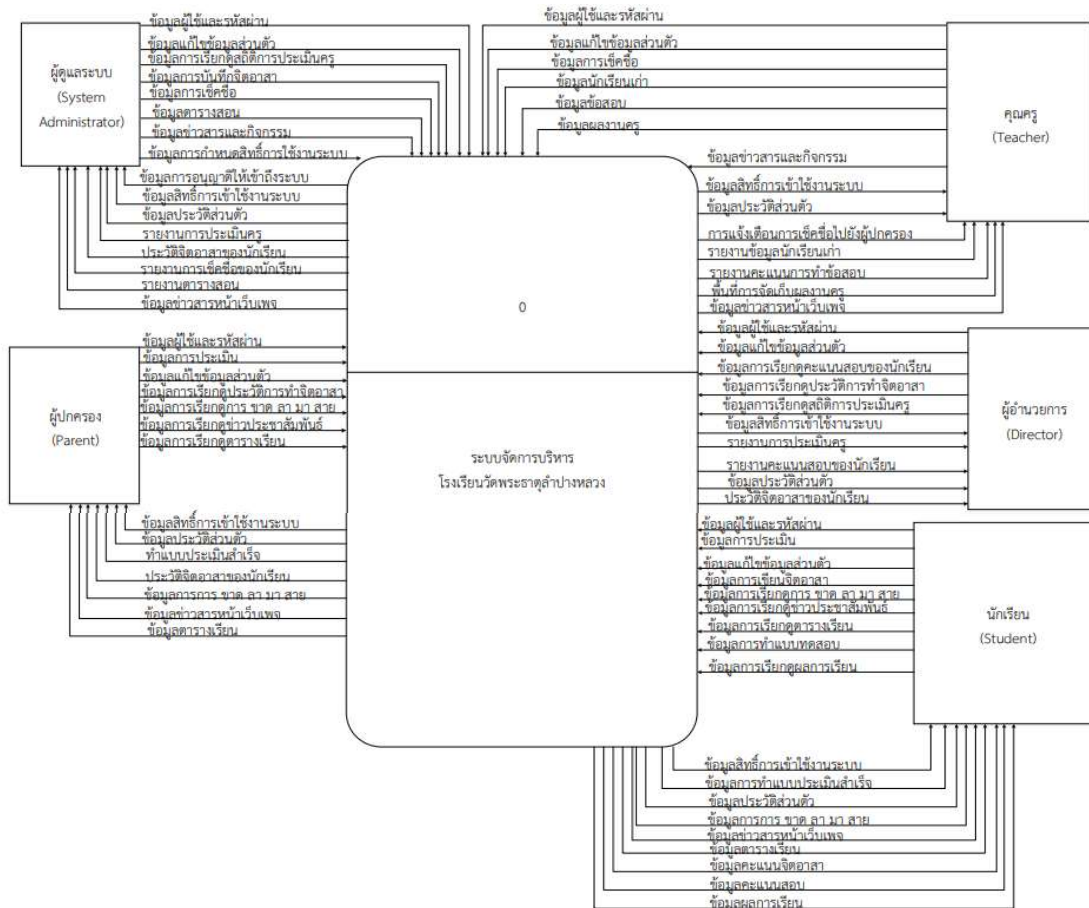 ข้อมูลผู้ใช้และรหัสผ่าน
ข้อมูลแก้ไขข้อมูลส่วนตัว
ข้อมูลการเรียกดูสถิติการประเมินครู
ข้อมูลการบันทึกจิตอาสา
ข้อมูลการเช็คชื่อ
ข้อมูลตารางสอน
ข้อมูลข่าวสารและกิจกรรม
ข้อมูลการกำหนดสิทธิ์การใช้งานระบบ
ผู้ดูแลระบบ
(System
Administrator)
ข้อมูลการอนุญาติให้เข้าถึงระบบ
ข้อมูลสิทธิ์การเข้าใช้งานระบบ
ข้อมูลประวัติส่วนตัว
รายงานการประเมินครู
ประวัติจิตอาสาของนักเรียน
รายงานการเช็คชื่อของนักเรียน
รายงานตารางสอน
ข้อมูลข่าวสารหน้าเว็บเพจ
ข้อมูลผู้ใช้และรหัสผ่าน
ข้อมูลแก้ไขข้อมูลส่วนตัว
ข้อมูลการเช็คชื่อ
ข้อมูลนักเรียนเก่า
ข้อมูลข้อสอบ
ข้อมูลผลงานครู
ข้อมูลข่าวสารและกิจกรรม
คุณครู
(Teacher)
ข้อมูลสิทธิ์การเข้าใช้งานระบบ
ข้อมูลประวัติส่วนตัว
การแจ้งเตือนการเช็คชื่อไปยังผู้ปกครอง
รายงานข้อมูลนักเรียนเก่า
รายงานคะแนนการทำข้อสอบ
พื้นที่การจัดเก็บผลงานครู
ข้อมูลข่าวสารหน้าเว็บเพจ
0
ระบบจัดการบริหาร
โรงเรียนวัดพระธาตุลำปางหลวง
ข้อมูลผู้ใช้และรหัสผ่าน
ข้อมูลการประเมิน
ข้อมูลแก้ไขข้อมูลส่วนตัว
ข้อมูลการเรียกดูประวัติการทำจิตอาสา
ข้อมูลการเรียกดูการ ขาด ลา มา สาย
ข้อมูลการเรียกดูข่าวประชาสัมพันธ์
ข้อมูลการเรียกดูตารางเรียน
ผู้ปกครอง
(Parent)
ข้อมูลสิทธิ์การเข้าใช้งานระบบ
ข้อมูลประวัติส่วนตัว
ทำแบบประเมินสำเร็จ
ประวัติจิตอาสาของนักเรียน
ข้อมูลการการ ขาด ลา มา สาย
ข้อมูลข่าวสารหน้าเว็บเพจ
ข้อมูลตารางเรียน
ข้อมูลผู้ใช้และรหัสผ่าน
ข้อมูลแก้ไขข้อมูลส่วนตัว
ข้อมูลการเรียกดูคะแนนสอบของนักเรียน
ข้อมูลการเรียกดูประวัติการทำจิตอาสา
ข้อมูลการเรียกดูสถิติการประเมินครู
ข้อมูลสิทธิ์การเข้าใช้งานระบบ
รายงานการประเมินครู
รายงานคะแนนสอบของนักเรียน
ข้อมูลประวัติส่วนตัว
ประวัติจิตอาสาของนักเรียน
ผู้อำนวยการ
(Director)
ข้อมูลผู้ใช้และรหัสผ่าน
ข้อมูลการประเมิน
ข้อมูลแก้ไขข้อมูลส่วนตัว
ข้อมูลการเขียนจิตอาสา
ข้อมูลการเรียกดูการ ขาด ลา มา สาย
ข้อมูลการเรียกดูข่าวประชาสัมพันธ์
ข้อมูลการเรียกดูตารางเรียน
ข้อมูลการทำแบบทดสอบ
ข้อมูลการเรียกดูผลการเรียน
นักเรียน
(Student)
ข้อมูลสิทธิ์การเข้าใช้งานระบบ
ข้อมูลการทำแบบประเมินสำเร็จ
ข้อมูลประวัติส่วนตัว
ข้อมูลการการ ขาด ลา มา สาย
ข้อมูลข่าวสารหน้าเว็บเพจ
ข้อมูลตารางเรียน
ข้อมูลคะแนนจิตอาสา
ข้อมูลคะแนนสอบ
ข้อมูลผลการเรียน